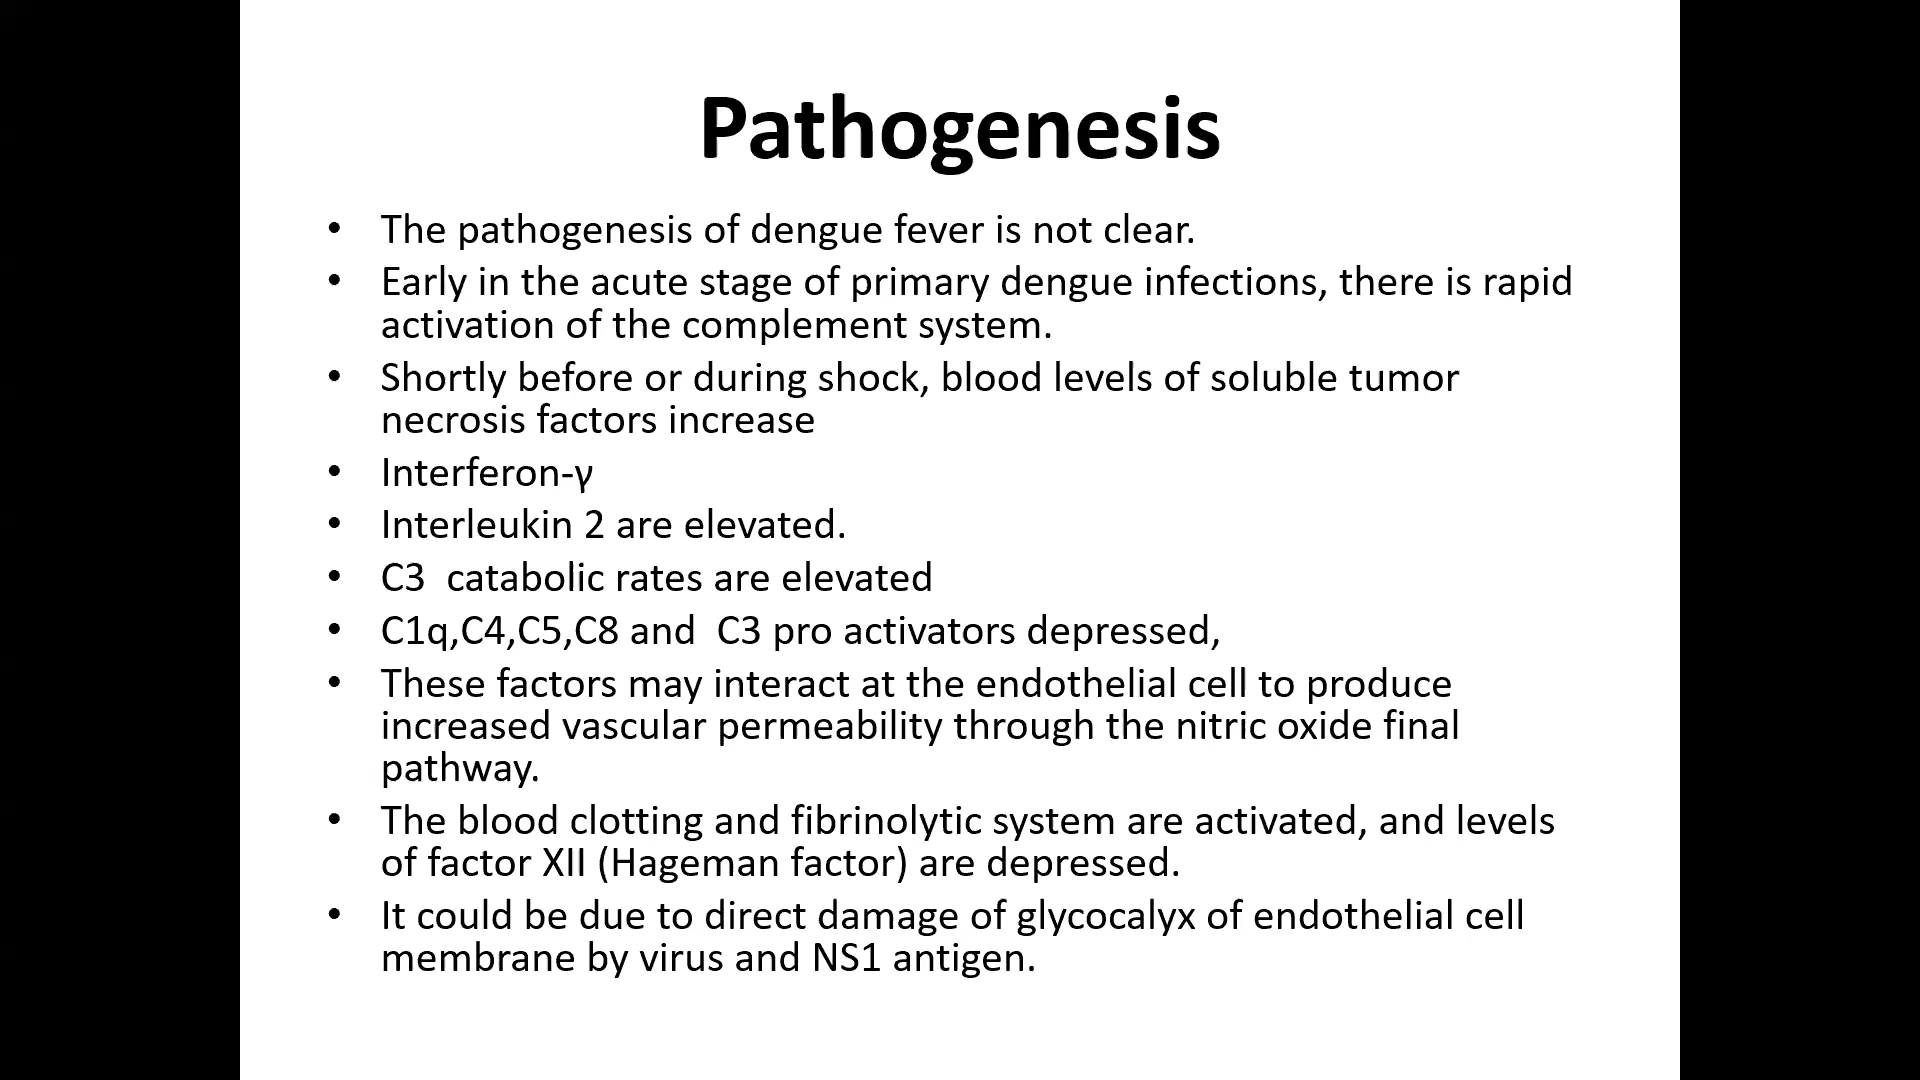 Pathogenesis
• The pathogenesis of dengue fever is not clear.
• Early in the acute stage of primary dengue infections, there is rapid
activation of the complement system.
• Shortly before or during shock, blood levels of soluble tumor
necrosis factors increase
• Interferon-γ
• Interleukin 2 are elevated.
• C3  catabolic rates are elevated
• C1q,C4,C5,C8 and  C3 pro activators depressed,
• These factors may interact at the endothelial cell to produce
increased vascular permeability through the nitric oxide final
pathway.
• The blood clotting and fibrinolytic system are activated, and levels
of factor XII (Hageman factor) are depressed.
• It could be due to direct damage of glycocalyx of endothelial cell
membrane by virus and NS1 antigen.